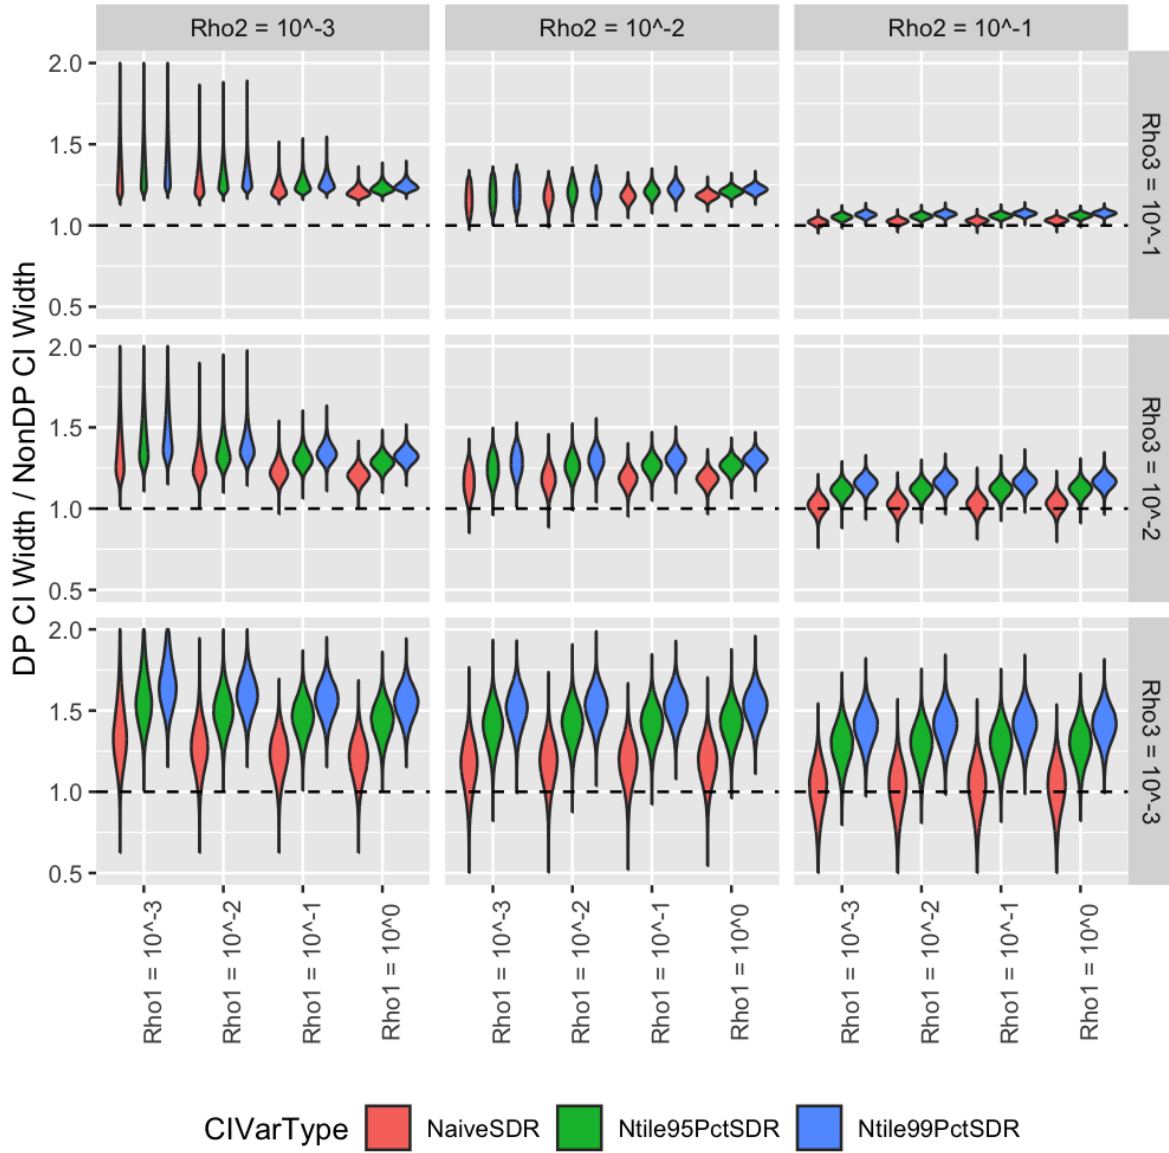 Rho2 = 10^-3
Rho2 = 10^-2
Rho2 = 10^-1
DP CI Width / NonDP CI Width
2.0
1.5
1.0
0.5
Rho3 = 10^-1
2.0
1.5
1.0
0.5
Rho3 = 10^-2
2.0
1.5
1.0
0.5
Rho3 = 10^-3
Rho1 = 10^-3
Rho1 = 10^-2
Rho1 = 10^-1
Rho1 = 10^0
Rho1 = 10^-3
Rho1 = 10^-2
Rho1 = 10^-1
Rho1 = 10^0
Rho1 = 10^-3
Rho1 = 10^-2
Rho1 = 10^-1
Rho1 = 10^0
CIVarType NaiveSDR Ntile95PctSDR Ntile99PctSDR